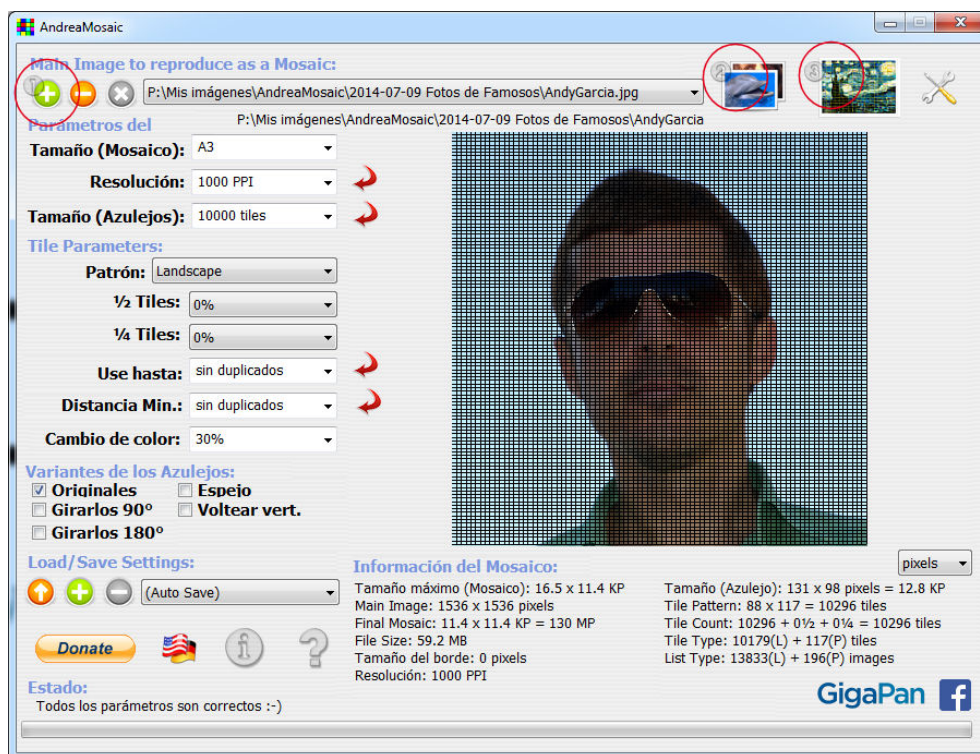 AndreaMosaic
Main Image to reproduce as a Mosaic:
1
2
3
P:\Mis imágenes\AndreaMosaic\2014-07-09 Fotos de Famosos\AndyGarcia.jpg
P:\Mis imágenes\AndreaMosaic\2014-07-09 Fotos de Famosos\AndyGarcia
Parámetros del
Tamaño (Mosaico): A3
Resolución: 1000 PPI
Tamaño (Azulejos): 10000 tiles
Tile Parameters:
Patrón: Landscape
½ Tiles: 0%
¼ Tiles: 0%
Use hasta: sin duplicados
Distancia Min.: sin duplicados
Cambio de color: 30%
Variantes de los Azulejos:
Originales Espejo
Girarlos 90º Voltear vert.
Girarlos 180º
Load/Save Settings:
(Auto Save)
Donate
Estado:
Todos los parámetros son correctos :-)
Información del Mosaico:
pixels
Tamaño máximo (Mosaico): 16.5 x 11.4 KP
Main Image: 1536 x 1536 pixels
Final Mosaic: 11.4 x 11.4 KP = 130 MP
File Size: 59.2 MB
Tamaño del borde: 0 pixels
Resolución: 1000 PPI
Tamaño (Azulejo): 131 x 98 pixels = 12.8 KP
Tile Pattern: 88 x 117 = 10296 tiles
Tile Count: 10296 + 0½ + 0¼ = 10296 tiles
Tile Type: 10179(L) + 117(P) tiles
List Type: 13833(L) + 196(P) images
GigaPan